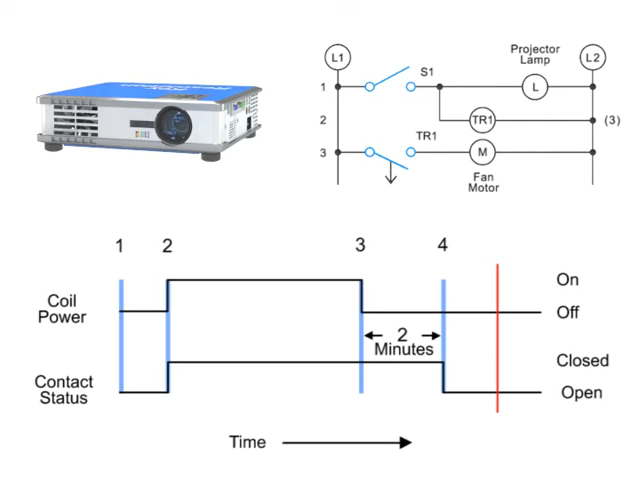 Projector
Lamp
L1
L2
S1
1
L
2
TR1
(3)
TR1
3
M
Fan
Motor
1
2
3
4
On
Coil
Power
Off
2
Minutes
Closed
Contact
Status
Open
Time